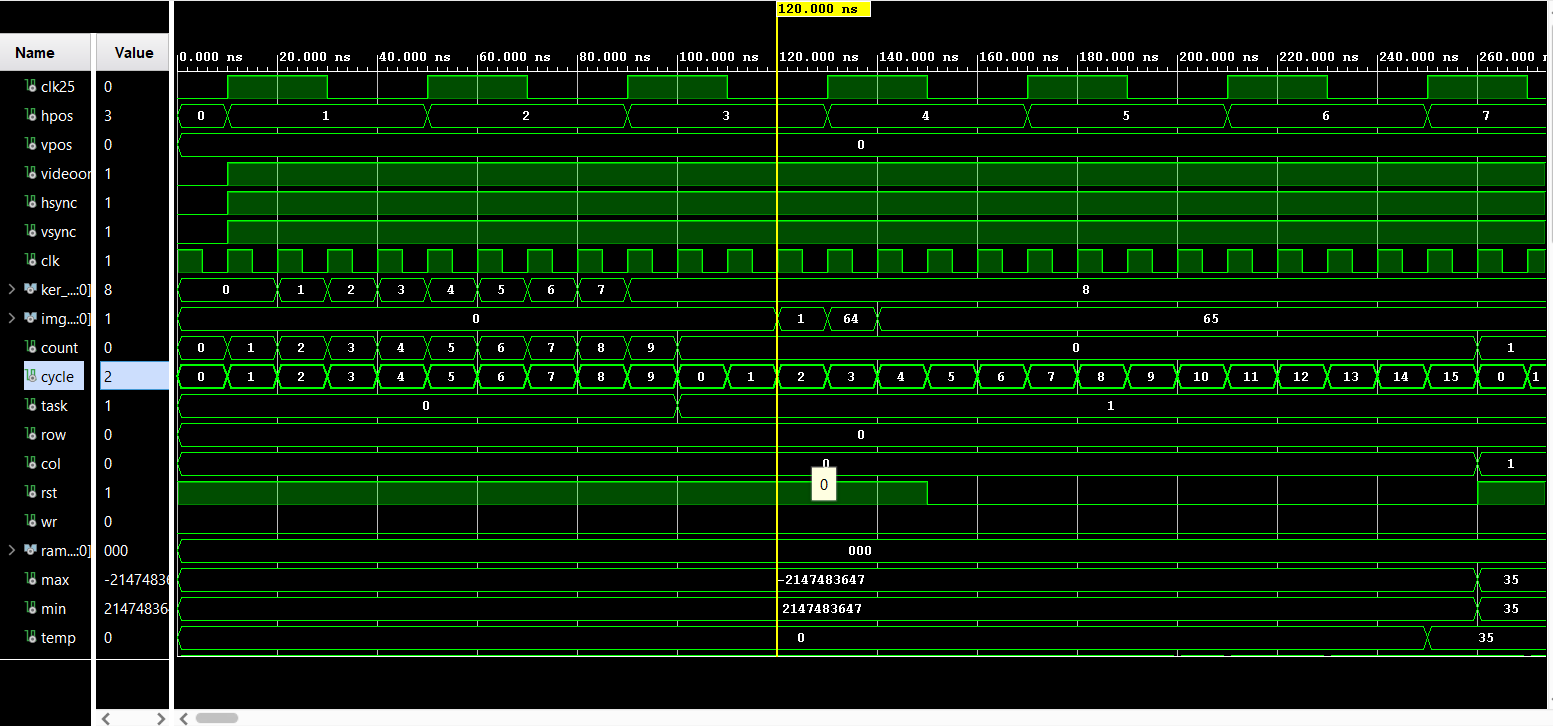 120.000 ns
Name Value
0.000 ns 20.000 ns 40.000 ns 60.000 ns 80.000 ns 100.000 ns 120.000 ns 140.000 ns 160.000 ns 180.000 ns 200.000 ns 220.000 ns 240.000 ns 260.000 n
clk25 0
hpos 3 0 1 2 3 4 5 6 7
vpos 0 0
videoor 1
hsync 1
vsync 1
clk 1
ker_...:0] 8 0 1 2 3 4 5 6 7 8
img...:0] 1 0 1 64 65
count 0 0 1 2 3 4 5 6 7 8 9 0 1
cycle 2 0 1 2 3 4 5 6 7 8 9 0 1 2 3 4 5 6 7 8 9 10 11 12 13 14 15 0 1
task 1 0 1
row 0 0
col 0 0 1
rst 1 0
wr 0
ram...:0] 000 000
max -21474836 -2147483647 35
min 21474836 2147483647 35
temp 0 0 35